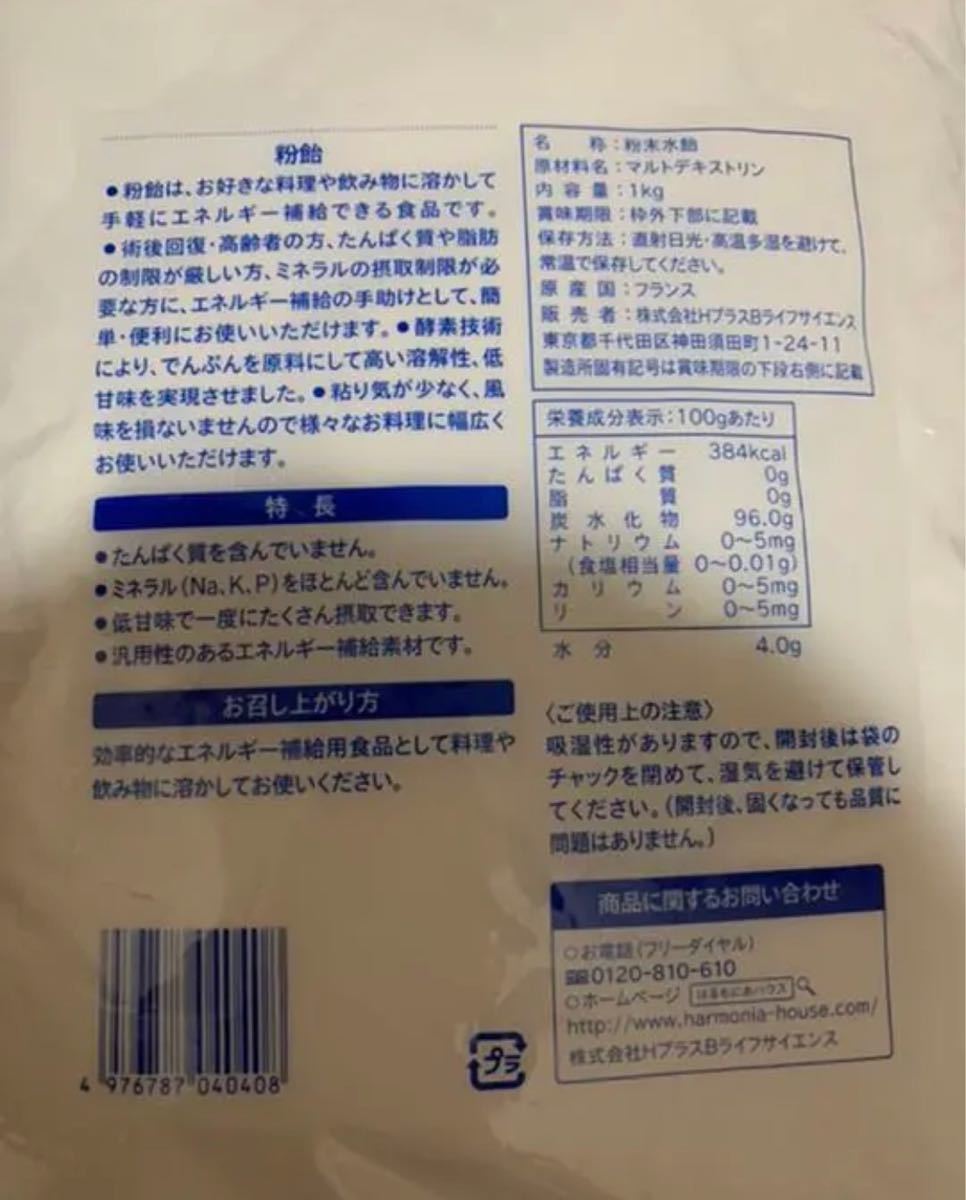 粉飴
●粉飴は、お好きな料理や飲み物に溶かして
手軽にエネルギー補給できる食品です。
●術後回復・高齢者の方、たんぱく質や脂肪
の制限が厳しい方、ミネラルの摂取制限が必
要な方に、エネルギー補給の手助けとして、簡
単・便利にお使いいただけます。●酵素技術
により、でんぷんを原料にして高い溶解性、低
甘味を実現させました。●粘り気が少なく、風
味を損ないませんので様々なお料理に幅広く
お使いいただけます。
特長
●たんぱく質を含んでいません。
●ミネラル(Na、K、P)をほとんど含んでいません。
●低甘味で一度にたくさん摂取できます。
●汎用性のあるエネルギー補給素材です。
お召し上がり方
効率的なエネルギー補給用食品として料理や
飲み物に溶かしてお使いください。
4 976787 040408
名称:粉末水飴
原材料名:マルトデキストリン
内容量:1kg
賞味期限:枠外下部に記載
保存方法:直射日光・高温多湿を避けて、
常温で保存してください。
原産国:フランス
販売者:株式会社HプラスBライフサイエンス
東京都千代田区神田須田町1-24-11
製造所固有記号は賞味期限の下段右側に記載
栄養成分表示:100gあたり
エネルギー 384kcal
たんぱく質 0g
脂質 0g
炭水化物 96.0g
ナトリウム 0〜5mg
(食塩相当量 0〜0.01g)
カリウム 0〜5mg
リン 0〜5mg
水分 4.0g
〈ご使用上の注意〉
吸湿性がありますので、開封後は袋の
チャックを閉めて、湿気を避けて保管し
てください。(開封後、固くなっても品質に
問題はありません。)
商品に関するお問い合わせ
○お電話(フリーダイヤル)
0120-810-610
○ホームページ はるもにあハウス
http://www.harmonia-house.com/
株式会社HプラスBライフサイエンス
プラ